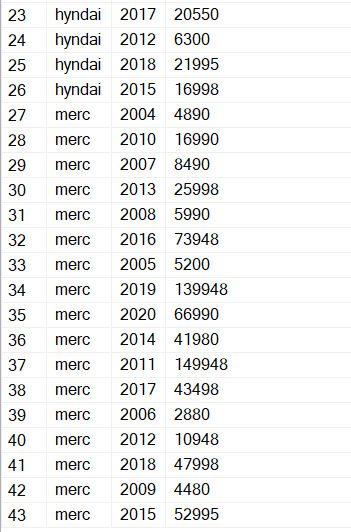 23 hyndai 2017 20550
24 hyndai 2012 6300
25 hyndai 2018 21995
26 hyndai 2015 16998
27 merc 2004 4890
28 merc 2010 16990
29 merc 2007 8490
30 merc 2013 25998
31 merc 2008 5990
32 merc 2016 73948
33 merc 2005 5200
34 merc 2019 139948
35 merc 2020 66990
36 merc 2014 41980
37 merc 2011 149948
38 merc 2017 43498
39 merc 2006 2880
40 merc 2012 10948
41 merc 2018 47998
42 merc 2009 4480
43 merc 2015 52995